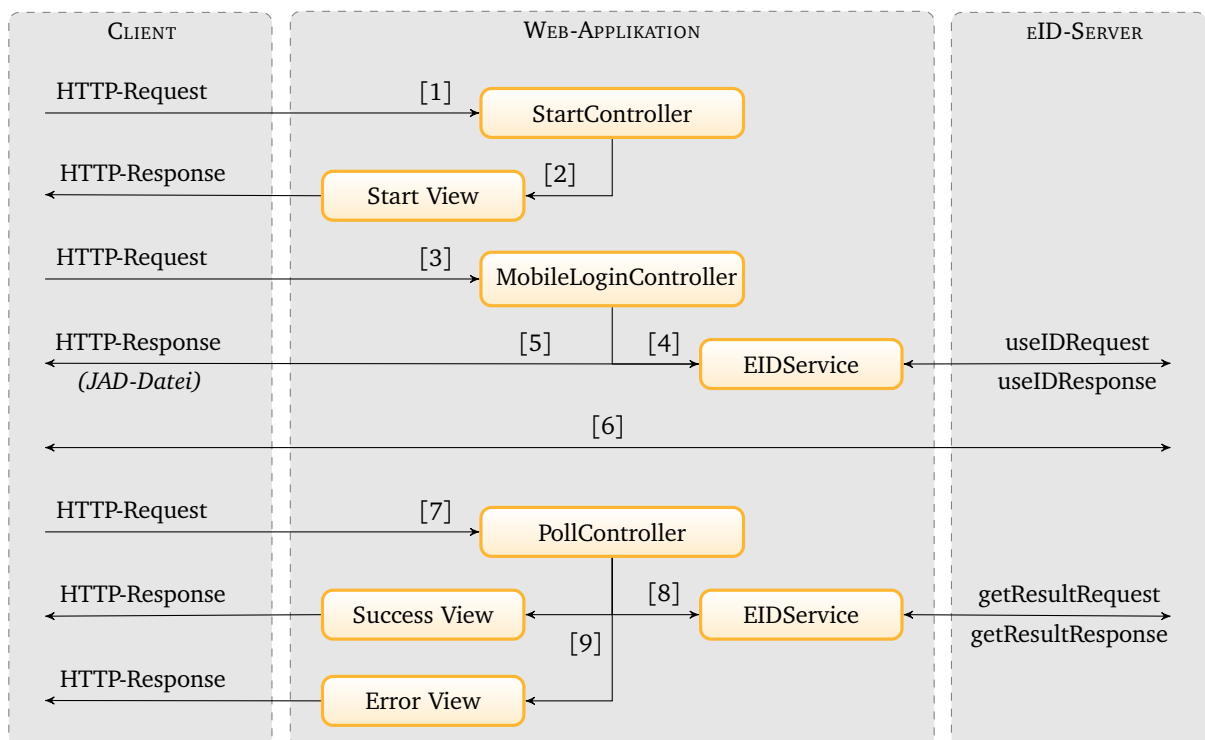 CLIENT
WEB-APPLIKATION
EID-SERVER
HTTP-Request
[1]
StartController
HTTP-Response
[2]
Start View
HTTP-Request
[3]
MobileLoginController
HTTP-Response
(JAD-Datei)
[5]
[4]
EIDService
useIDRequest
useIDResponse
[6]
HTTP-Request
[7]
PollController
HTTP-Response
Success View
[8]
EIDService
getResultRequest
getResultResponse
[9]
HTTP-Response
Error View